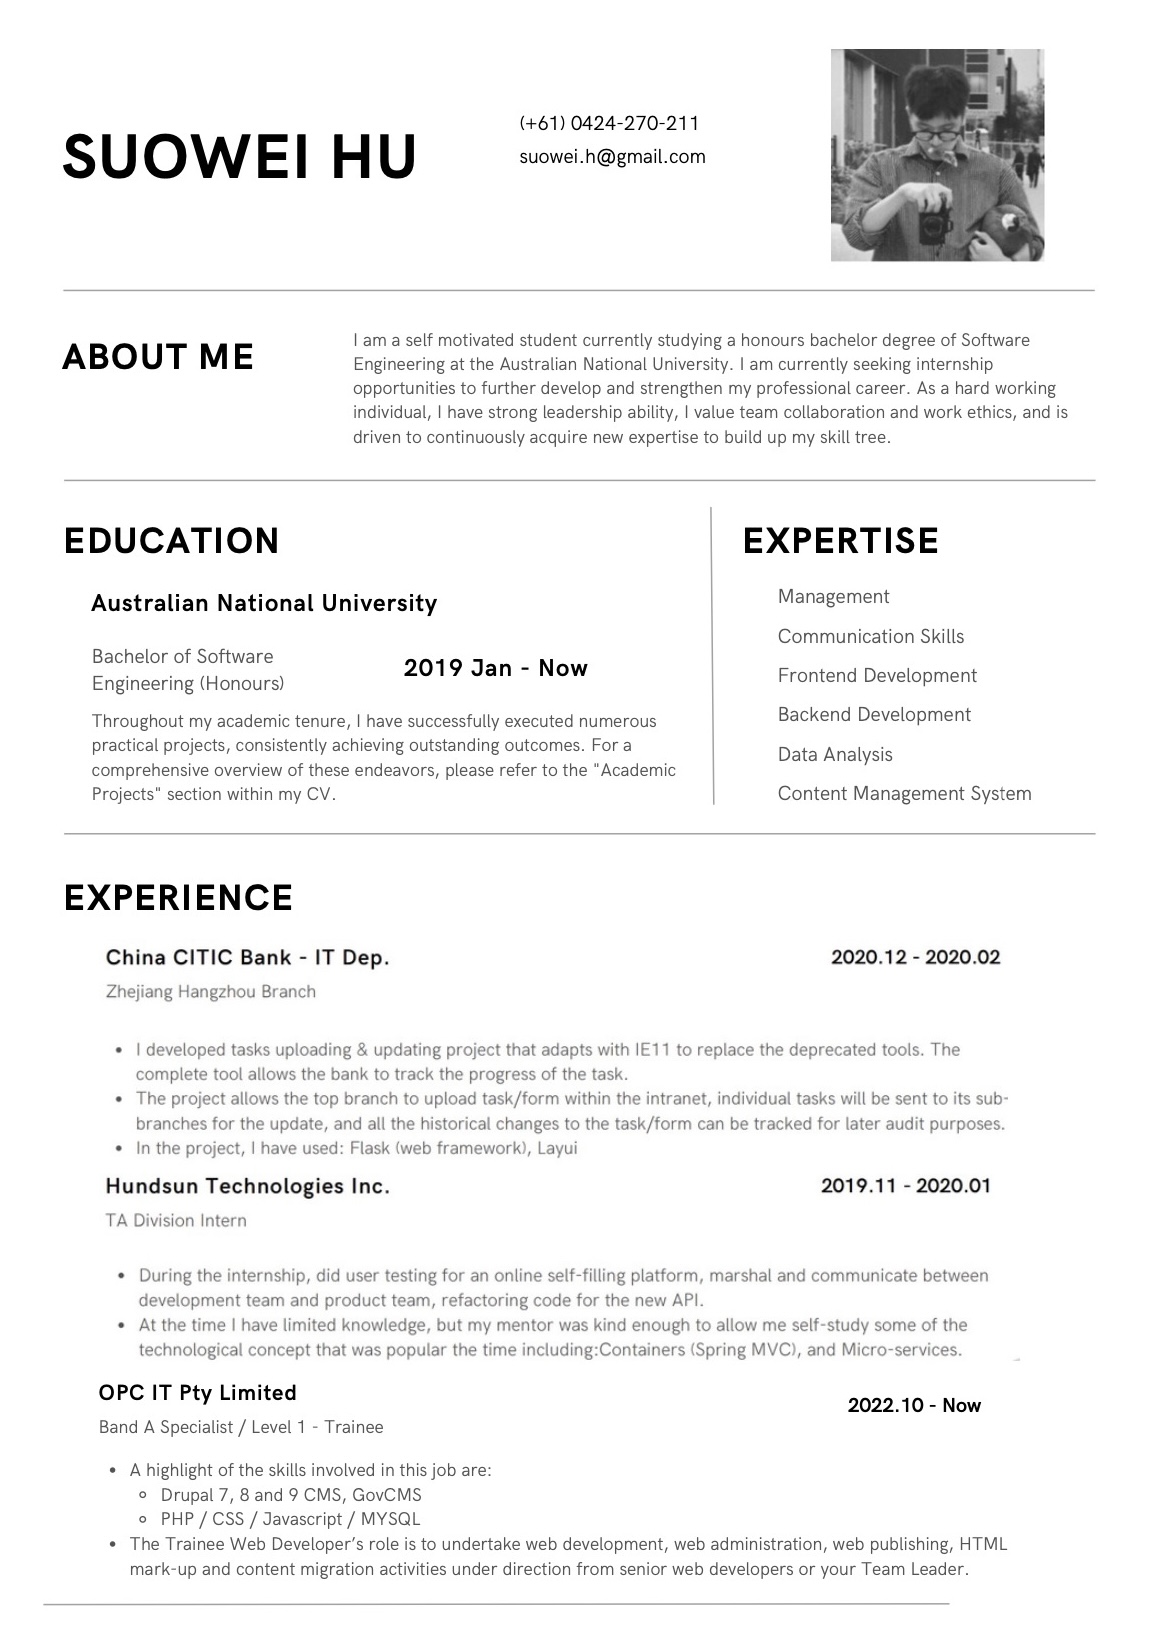 SUOWEI HU
(+61) 0424-270-211
suowei.h@gmail.com
ABOUT ME
I am a self motivated student currently studying a honours bachelor degree of Software
Engineering at the Australian National University. I am currently seeking internship
opportunities to further develop and strengthen my professional career. As a hard working
individual, I have strong leadership ability, I value team collaboration and work ethics, and is
driven to continuously acquire new expertise to build up my skill tree.
EDUCATION
Australian National University
Bachelor of Software
Engineering (Honours)
2019 Jan - Now
Throughout my academic tenure, I have successfully executed numerous
practical projects, consistently achieving outstanding outcomes. For a
comprehensive overview of these endeavors, please refer to the "Academic
Projects" section within my CV.
EXPERTISE
Management
Communication Skills
Frontend Development
Backend Development
Data Analysis
Content Management System
EXPERIENCE
China CITIC Bank - IT Dep.
2020.12 - 2020.02
Zhejiang Hangzhou Branch
• I developed tasks uploading & updating project that adapts with IE11 to replace the deprecated tools. The
complete tool allows the bank to track the progress of the task.
• The project allows the top branch to upload task/form within the intranet, individual tasks will be sent to its sub-
branches for the update, and all the historical changes to the task/form can be tracked for later audit purposes.
• In the project, I have used: Flask (web framework), Layui
Hundsun Technologies Inc.
2019.11 - 2020.01
TA Division Intern
• During the internship, did user testing for an online self-filling platform, marshal and communicate between
development team and product team, refactoring code for the new API.
• At the time I have limited knowledge, but my mentor was kind enough to allow me self-study some of the
technological concept that was popular the time including:Containers (Spring MVC), and Micro-services.
OPC IT Pty Limited
2022.10 - Now
Band A Specialist / Level 1 - Trainee
• A highlight of the skills involved in this job are:
◦ Drupal 7, 8 and 9 CMS, GovCMS
◦ PHP / CSS / Javascript / MYSQL
• The Trainee Web Developer’s role is to undertake web development, web administration, web publishing, HTML
mark-up and content migration activities under direction from senior web developers or your Team Leader.